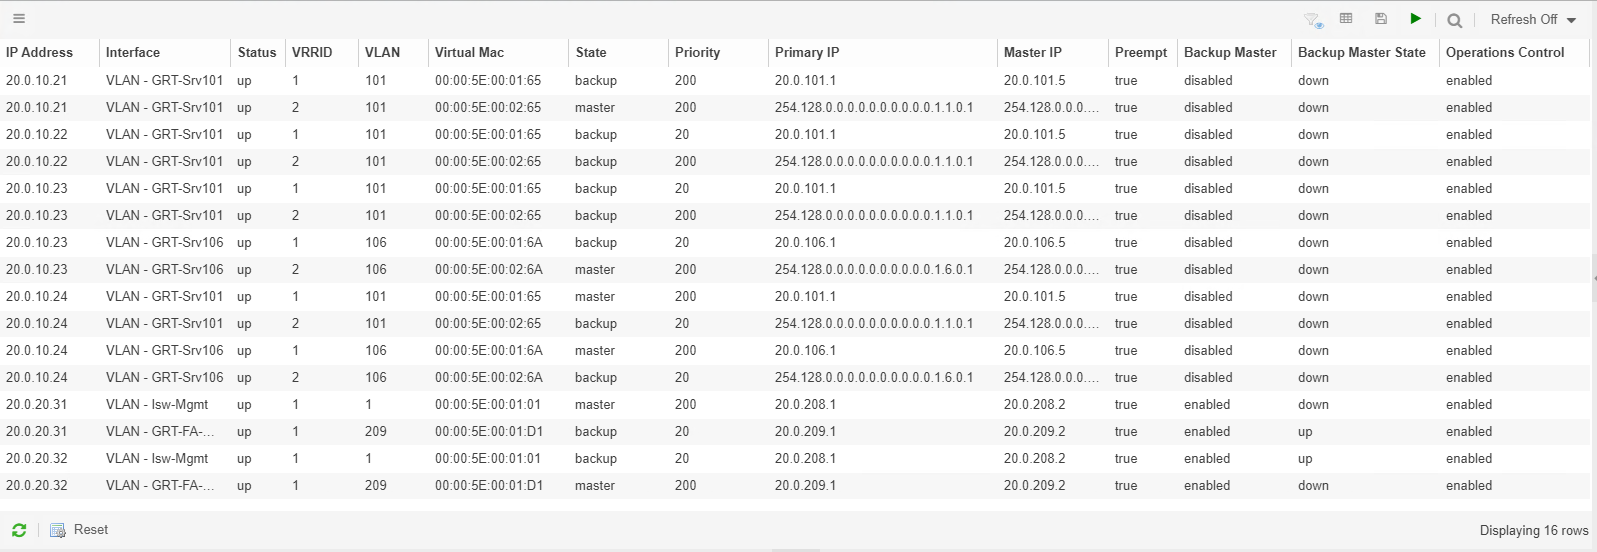 Refresh Off
IP Address Interface Status VRRID VLAN Virtual Mac State Priority Primary IP Master IP Preempt Backup Master Backup Master State Operations Control
20.0.10.21 VLAN - GRT-Srv101 up 1 101 00:00:5E:00:01:65 backup 200 20.0.101.1 20.0.101.5 true disabled down enabled
20.0.10.21 VLAN - GRT-Srv101 up 2 101 00:00:5E:00:02:65 master 200 254.128.0.0.0.0.0.0.0.0.0.0.1.1.0.1 254.128.0.0.0.... true disabled down enabled
20.0.10.22 VLAN - GRT-Srv101 up 1 101 00:00:5E:00:01:65 backup 20 20.0.101.1 20.0.101.5 true disabled down enabled
20.0.10.22 VLAN - GRT-Srv101 up 2 101 00:00:5E:00:02:65 backup 200 254.128.0.0.0.0.0.0.0.0.0.0.1.1.0.1 254.128.0.0.0.... true disabled down enabled
20.0.10.23 VLAN - GRT-Srv101 up 1 101 00:00:5E:00:01:65 backup 20 20.0.101.1 20.0.101.5 true disabled down enabled
20.0.10.23 VLAN - GRT-Srv101 up 2 101 00:00:5E:00:02:65 backup 200 254.128.0.0.0.0.0.0.0.0.0.0.1.1.0.1 254.128.0.0.0.... true disabled down enabled
20.0.10.23 VLAN - GRT-Srv106 up 1 106 00:00:5E:00:01:6A backup 20 20.0.106.1 20.0.106.5 true disabled down enabled
20.0.10.23 VLAN - GRT-Srv106 up 2 106 00:00:5E:00:02:6A master 200 254.128.0.0.0.0.0.0.0.0.0.0.1.6.0.1 254.128.0.0.0.... true disabled down enabled
20.0.10.24 VLAN - GRT-Srv101 up 1 101 00:00:5E:00:01:65 master 200 20.0.101.1 20.0.101.5 true disabled down enabled
20.0.10.24 VLAN - GRT-Srv101 up 2 101 00:00:5E:00:02:65 backup 20 254.128.0.0.0.0.0.0.0.0.0.0.1.1.0.1 254.128.0.0.0.... true disabled down enabled
20.0.10.24 VLAN - GRT-Srv106 up 1 106 00:00:5E:00:01:6A master 200 20.0.106.1 20.0.106.5 true disabled down enabled
20.0.10.24 VLAN - GRT-Srv106 up 2 106 00:00:5E:00:02:6A backup 20 254.128.0.0.0.0.0.0.0.0.0.0.1.6.0.1 254.128.0.0.0.... true disabled down enabled
20.0.20.31 VLAN - Isw-Mgmt up 1 1 00:00:5E:00:01:01 master 200 20.0.208.1 20.0.208.2 true enabled down enabled
20.0.20.31 VLAN - GRT-FA-... up 1 209 00:00:5E:00:01:D1 backup 20 20.0.209.1 20.0.209.2 true enabled up enabled
20.0.20.32 VLAN - Isw-Mgmt up 1 1 00:00:5E:00:01:01 backup 20 20.0.208.1 20.0.208.2 true enabled up enabled
20.0.20.32 VLAN - GRT-FA-... up 1 209 00:00:5E:00:01:D1 master 200 20.0.209.1 20.0.209.2 true enabled down enabled
Reset Displaying 16 rows